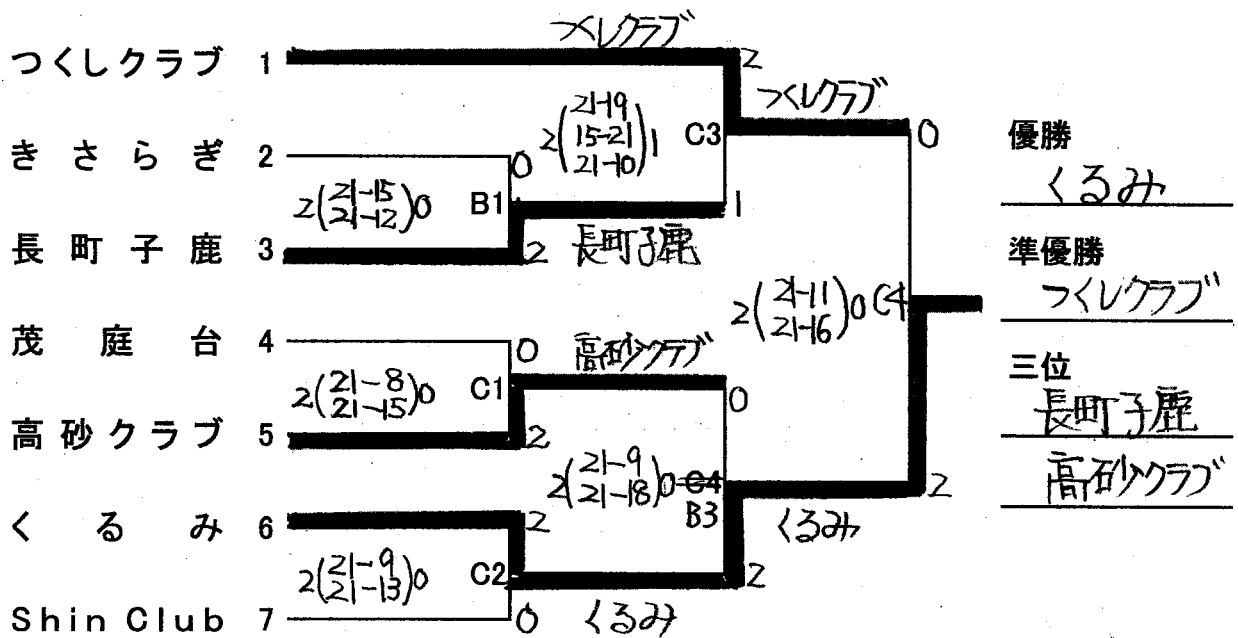 つくしクラブ
つくしクラブ 1
2
つくしクラブ
2(21-19 15-21 21-10)1
C3
0
優勝
きさらぎ 2
0
くるみ
2(21-15 21-12)0
B1
1
長町子鹿 3
2
長町子鹿
準優勝
つくしクラブ
2(21-11 21-16)0 C4
茂庭台 4
0
高砂クラブ
三位
2(21-8 21-15)0
C1
0
長町子鹿
高砂クラブ 5
2
2(21-9 21-18)0
C4
B3
2
高砂クラブ
くるみ 6
2
くるみ
2(21-9 21-13)0
C2
2
Shin Club 7
0
くるみ